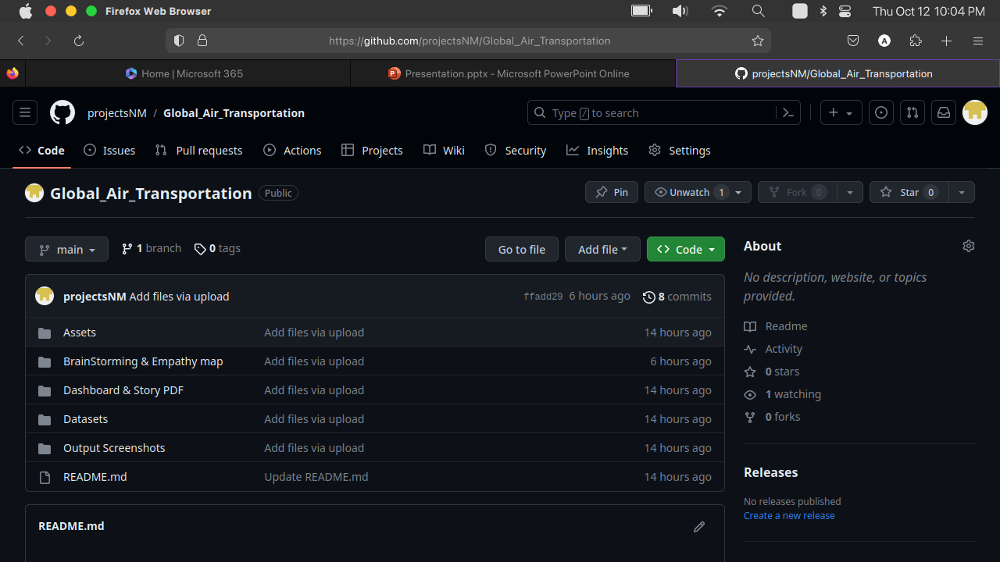 Firefox Web Browser
Thu Oct 12 10:04 PM
https://github.com/projectsNM/Global_Air_Transportation
A
Home | Microsoft 365
Presentation.pptx - Microsoft PowerPoint Online
projectsNM/Global_Air_Transportation
projectsNM / Global_Air_Transportation
Type / to search
Code Issues Pull requests Actions Projects Wiki Security Insights Settings
Global_Air_Transportation Public
Pin Unwatch 1 Fork 0 Star 0
main 1 branch 0 tags Go to file Add file Code
projectsNM Add files via upload ffadd29 6 hours ago 8 commits
Assets Add files via upload 14 hours ago
BrainStorming & Empathy map Add files via upload 6 hours ago
Dashboard & Story PDF Add files via upload 14 hours ago
Datasets Add files via upload 14 hours ago
Output Screenshots Add files via upload 14 hours ago
README.md Update README.md 14 hours ago
README.md
About
No description, website, or topics
provided.
Readme
Activity
0 stars
1 watching
0 forks
Releases
No releases published
Create a new release